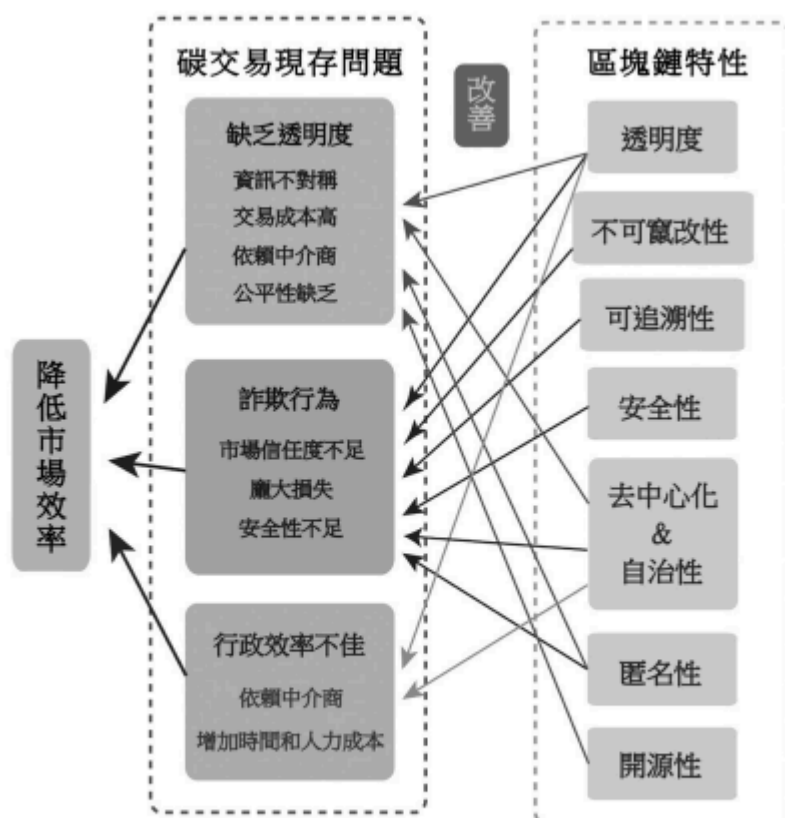 碳交易現存問題
缺乏透明度
資訊不對稱
交易成本高
依賴中介商
公平性缺乏
詐欺行為
市場信任度不足
龐大損失
安全性不足
行政效率不佳
依賴中介商
增加時間和人力成本
降低市場效率
改善
區塊鏈特性
透明度
不可竄改性
可追溯性
安全性
去中心化
&
自治性
匿名性
開源性